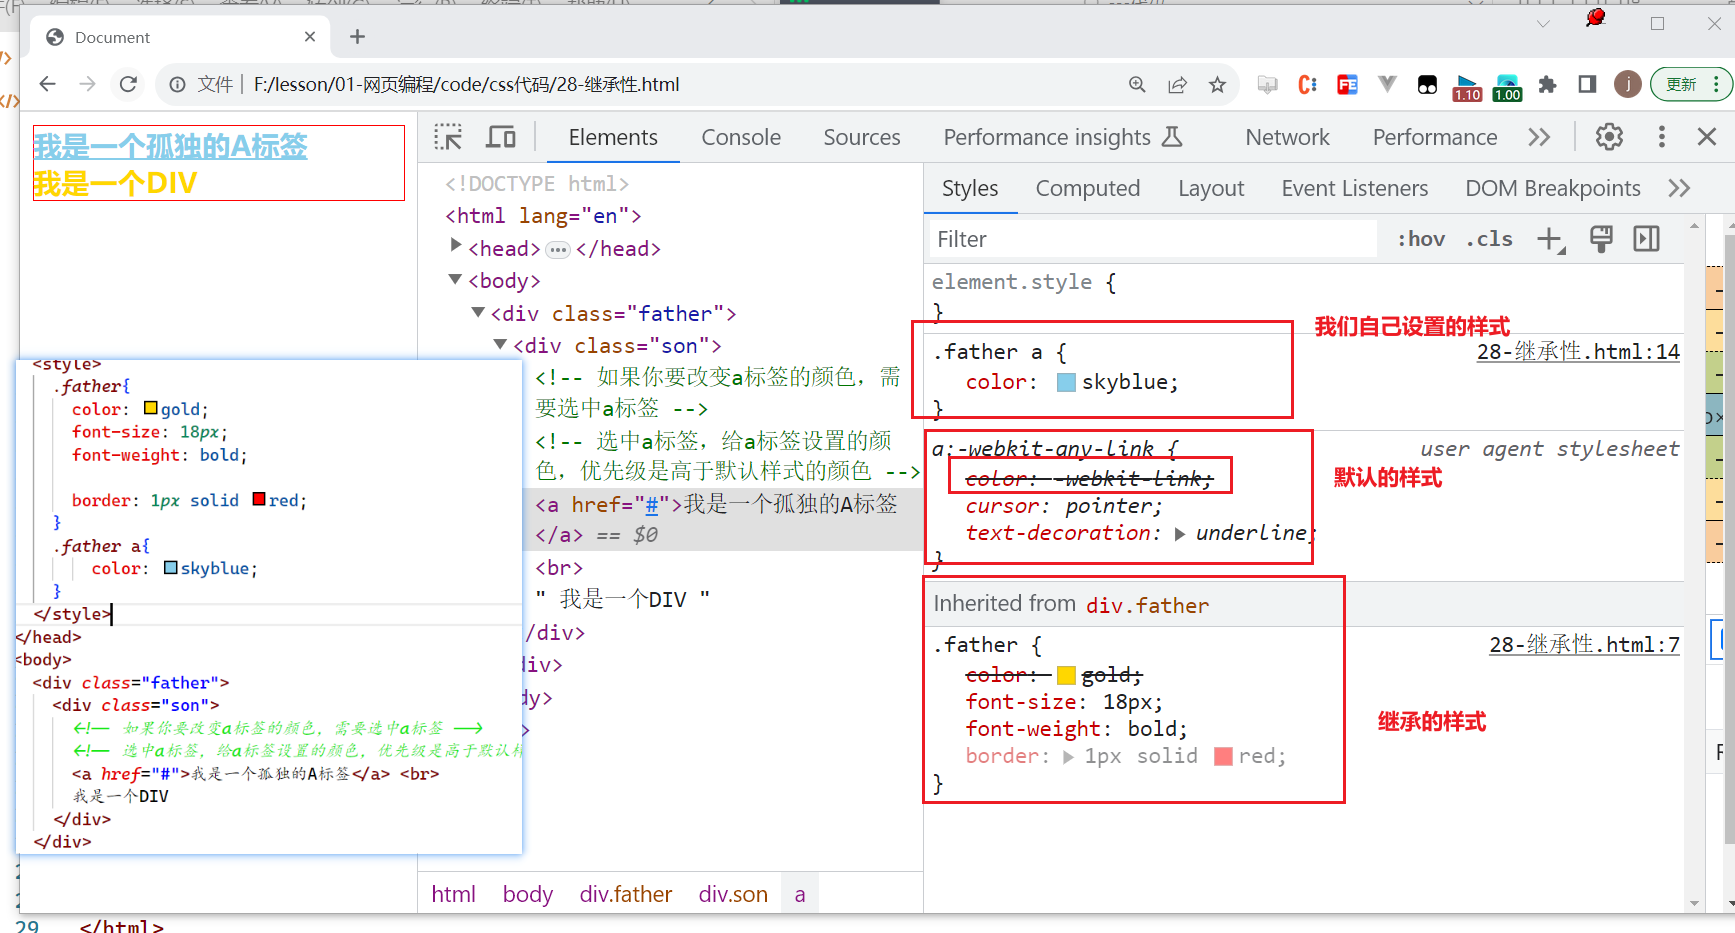 Document
文件
F:/lesson/01-网页编程/code/css代码/28-继承性.html
1.10
1.00
j
更新
我是一个孤独的A标签
我是一个DIV
Elements
Console
Sources
Performance insights
Network
Performance
<!DOCTYPE html>
<html lang="en">
<head> ••• </head>
<body>
<div class="father">
<div class="son">
<!-- 如果你要改变a标签的颜色，需
要选中a标签 -->
<!-- 选中a标签，给a标签设置的颜
色，优先级是高于默认样式的颜色 -->
<a href="#">我是一个孤独的A标签
</a> == $0
<br>
" 我是一个DIV "
/div>
div>
dy>
>
html
body
div.father
div.son
a
<style>
.father{
color: gold;
font-size: 18px;
font-weight: bold;
border: 1px solid red;
}
.father a{
color: skyblue;
}
</style>
</head>
<body>
<div class="father">
<div class="son">
<!-- 如果你要改变a标签的颜色，需要选中a标签 -->
<!-- 选中a标签，给a标签设置的颜色，优先级是高于默认样
<a href="#">我是一个孤独的A标签</a> <br>
我是一个DIV
</div>
</div>
29 </html>
Styles
Computed
Layout
Event Listeners
DOM Breakpoints
Filter
:hov .cls
element.style {
}
我们自己设置的样式
.father a {
28-继承性.html:14
color: skyblue;
}
a:-webkit-any-link {
user agent stylesheet
color: -webkit-link;
默认的样式
cursor: pointer;
text-decoration: underline;
}
Inherited from div.father
.father {
28-继承性.html:7
color: gold;
font-size: 18px;
font-weight: bold;
继承的样式
border: 1px solid red;
}